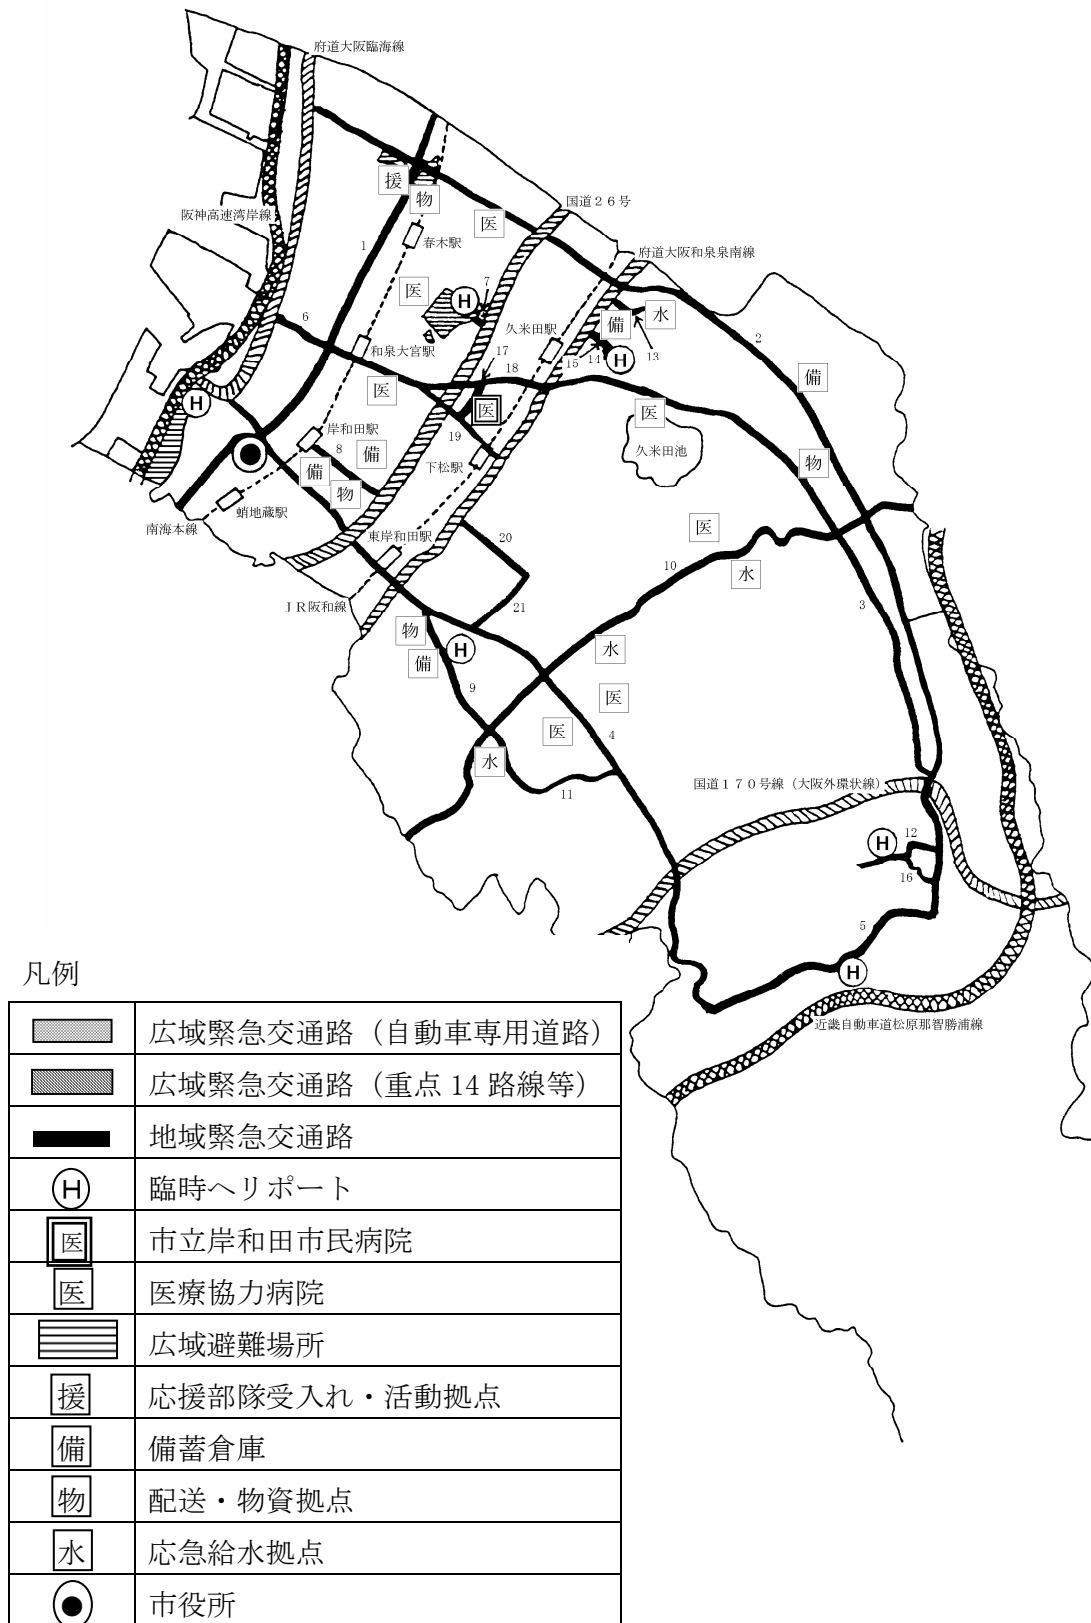 府道大阪臨海線
援
物
国道２６号
阪神高速湾岸線
医
1
春木駅
府道大阪和泉泉南線
医
H
7
久米田駅
備
水
6
和泉大宮駅
17
18
15
14
H
13
2
備
医
医
医
H
岸和田駅
19
8
備
下松駅
久米田池
備
物
物
蛸地蔵駅
南海本線
東岸和田駅
20
医
10
水
ＪＲ阪和線
21
3
物
備
H
水
9
医
医
4
水
11
国道１７０号線（大阪外環状線）
H
12
16
5
H
近畿自動車道松原那智勝浦線
凡例
広域緊急交通路（自動車専用道路）
広域緊急交通路（重点 14 路線等）
地域緊急交通路
H 臨時ヘリポート
医 市立岸和田市民病院
医 医療協力病院
広域避難場所
援 応援部隊受入れ・活動拠点
備 備蓄倉庫
物 配送・物資拠点
水 応急給水拠点
市役所